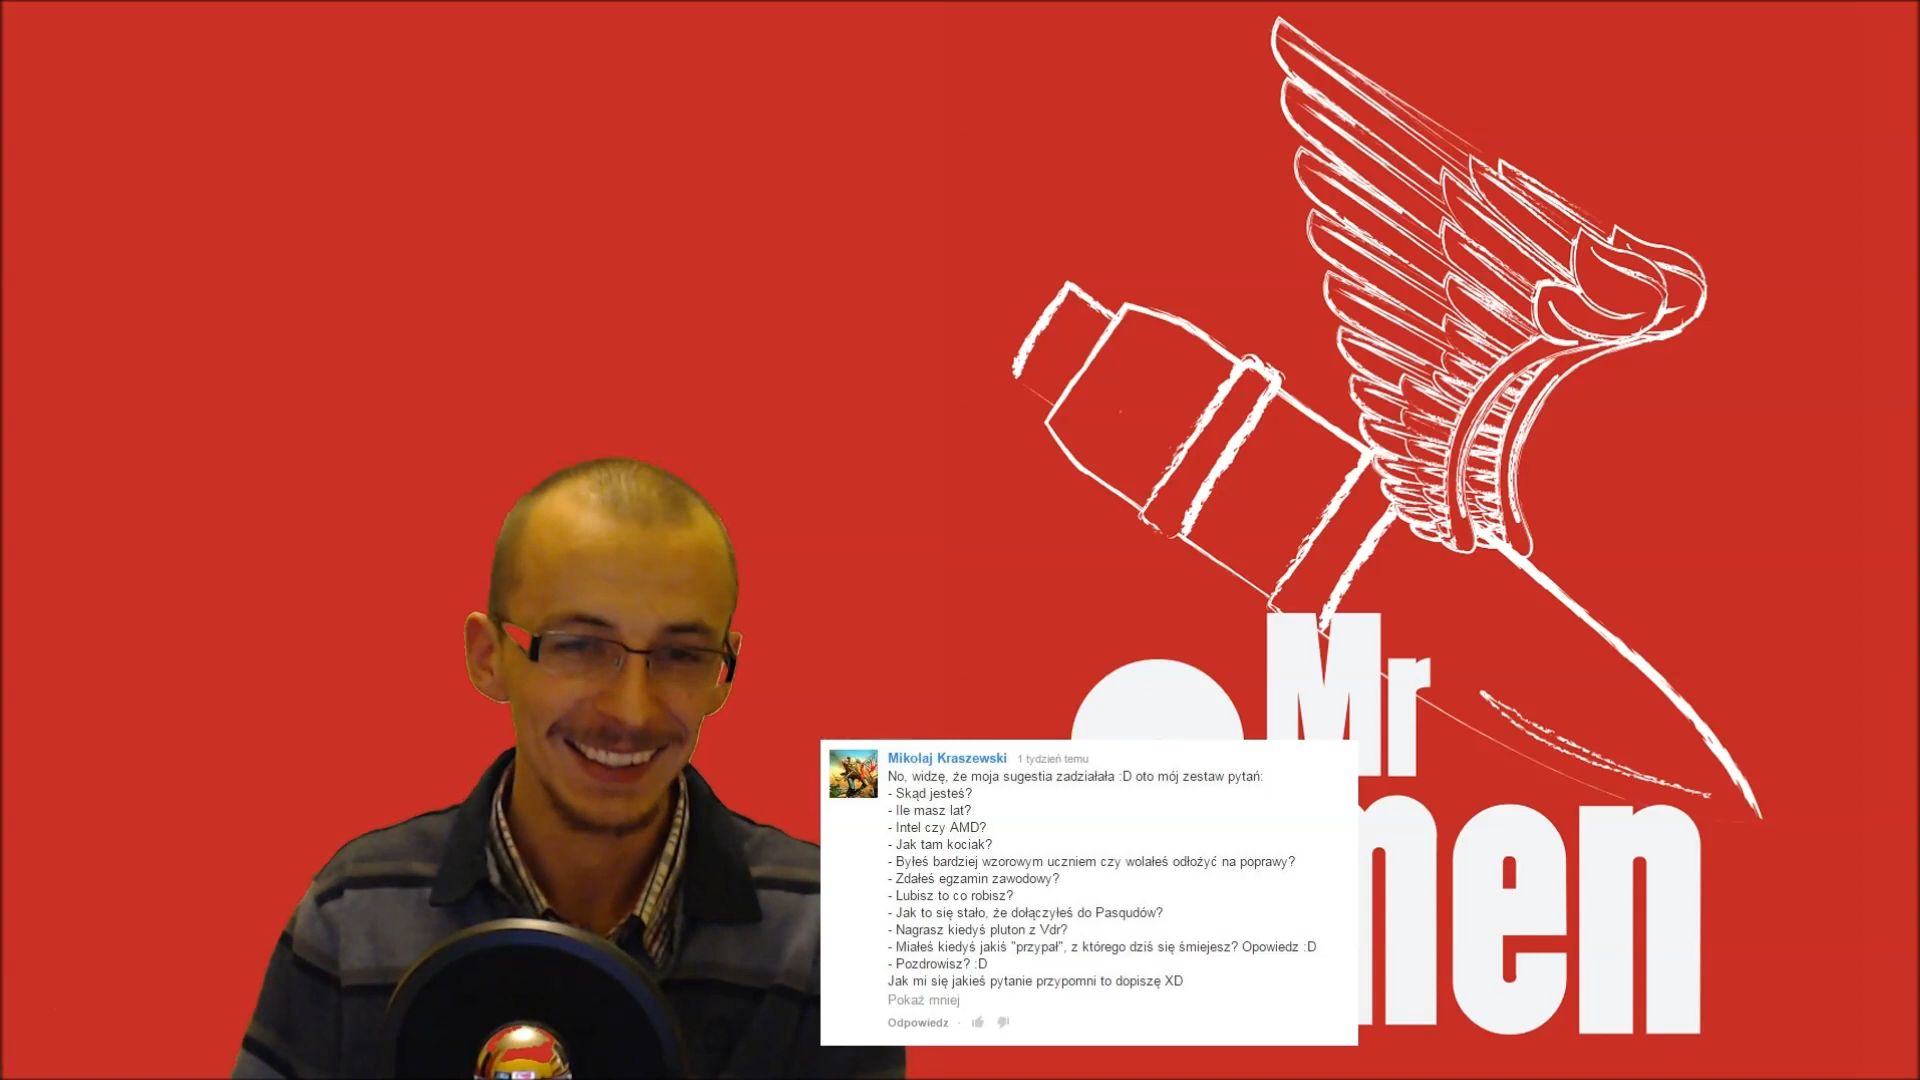 Mr
men
Mikołaj Kraszewski 1 tydzień temu
No, widzę, że moja sugestia zadziałała :D oto mój zestaw pytań:
- Skąd jesteś?
- Ile masz lat?
- Intel czy AMD?
- Jak tam kociak?
- Byłeś bardziej wzorowym uczniem czy wolałeś odłożyć na poprawy?
- Zdałeś egzamin zawodowy?
- Lubisz to co robisz?
- Jak to się stało, że dołączyłeś do Pasqudów?
- Nagrasz kiedyś pluton z Vdr?
- Miałeś kiedyś jakiś "przypał", z którego dziś się śmiejesz? Opowiedz :D
- Pozdrowisz? :D
Jak mi się jakieś pytanie przypomni to dopiszę XD
Pokaż mniej
Odpowiedz ·